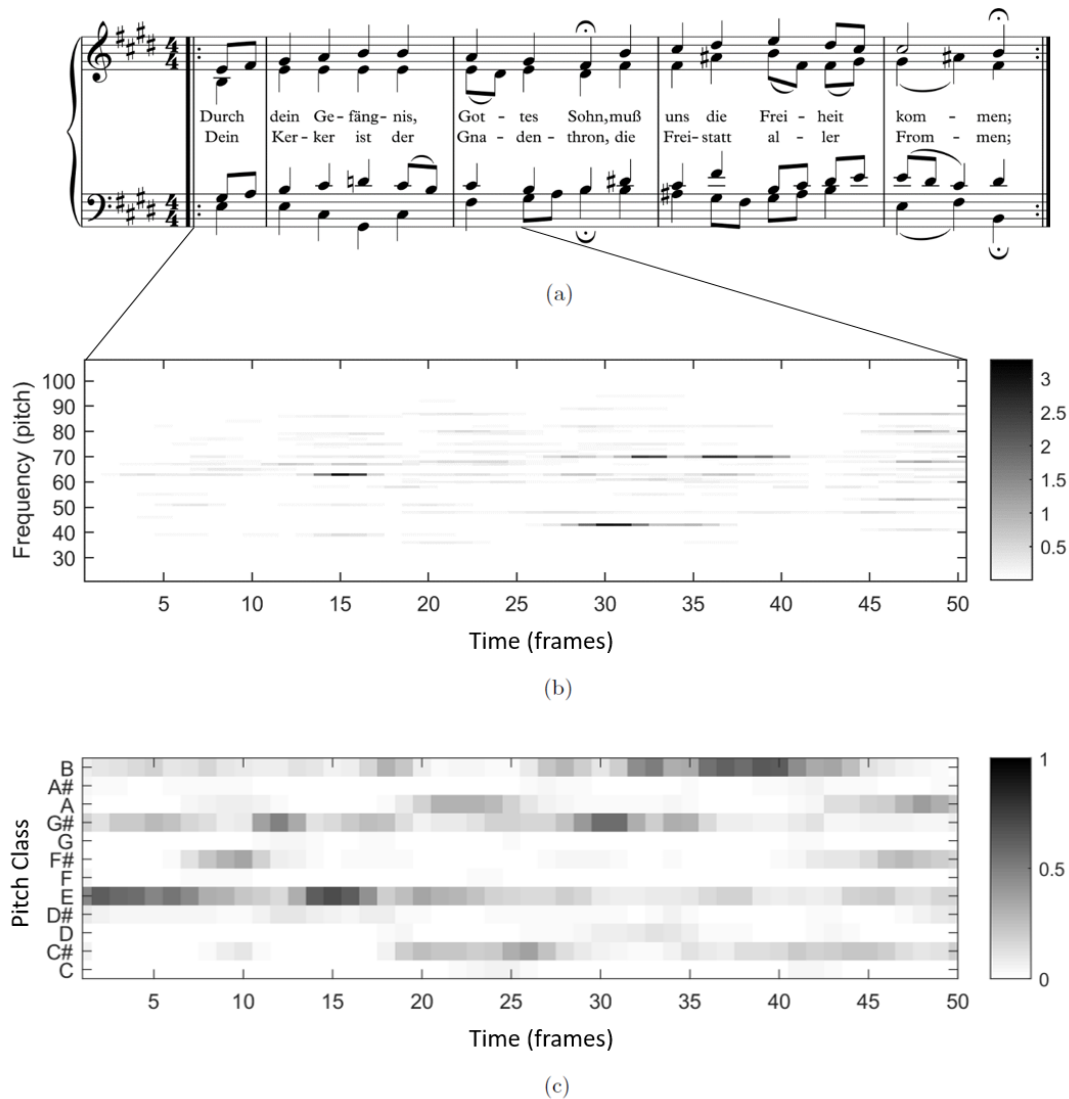 4
4
Durch dein Ge-fäng-nis, Got - tes Sohn,muß uns die Frei - heit kom - men;
Dein Ker-ker ist der Gna-den-thron, die Frei-statt al - ler From - men;
4
4
(a)
Frequency (pitch)
100
90
80
70
60
50
40
30
5 10 15 20 25 30 35 40 45 50
Time (frames)
3
2.5
2
1.5
1
0.5
(b)
Pitch Class
B
A#
A
G#
G
F#
F
E
D#
D
C#
C
5 10 15 20 25 30 35 40 45 50
Time (frames)
1
0.5
0
(c)